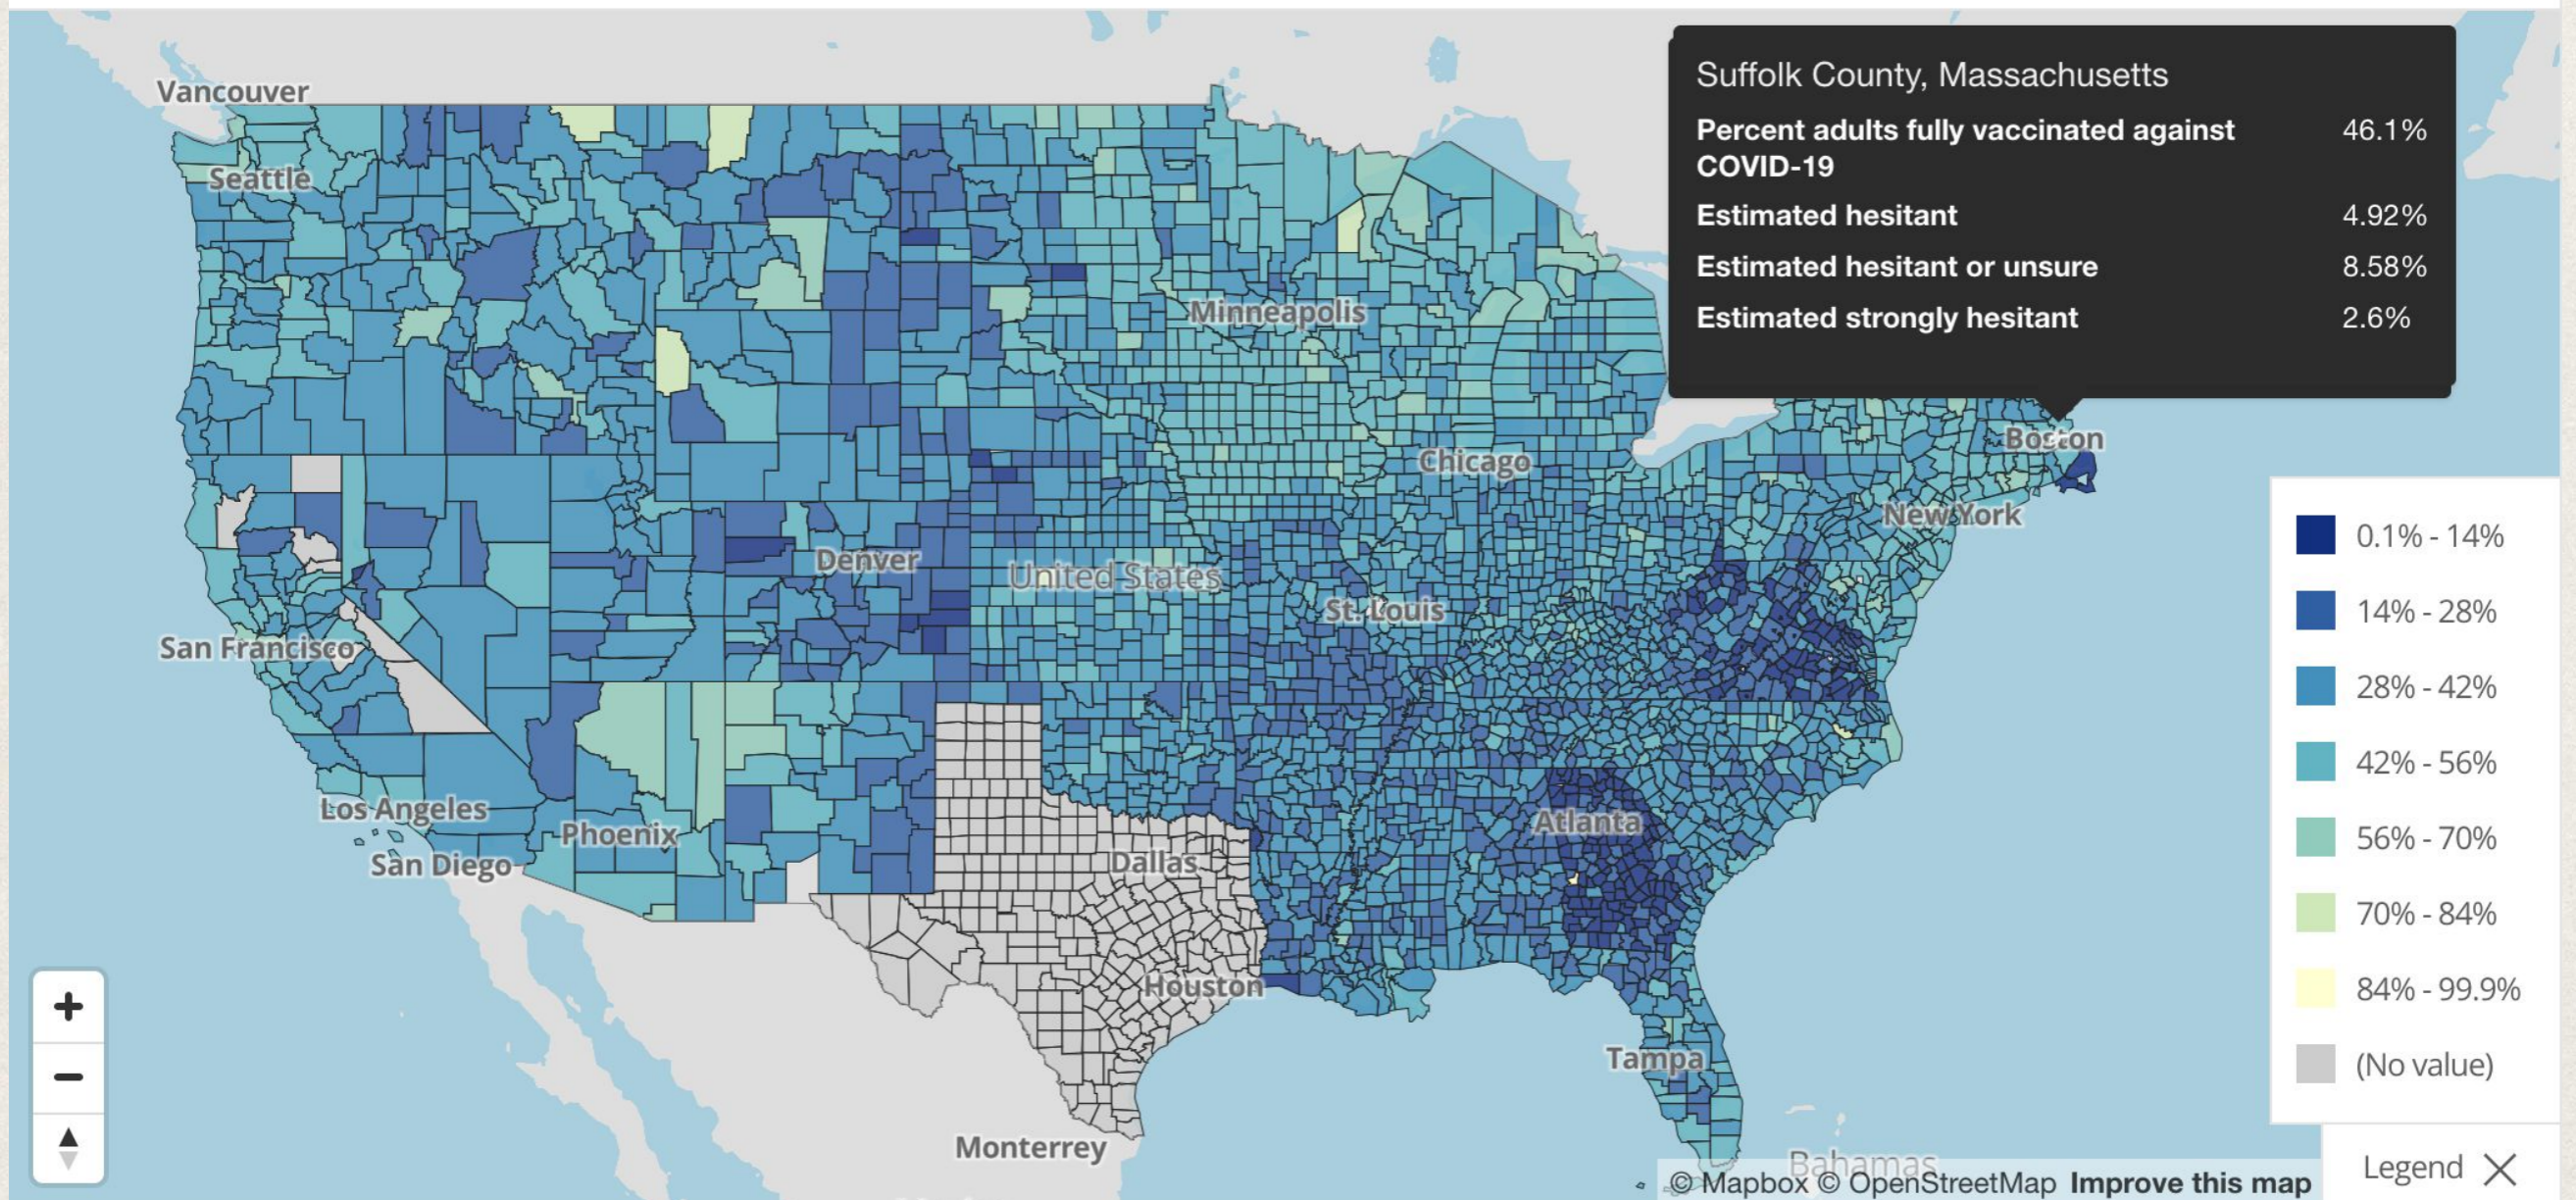 Vancouver
Seattle
Minneapolis
Chicago
Boston
New York
Denver
United States
St. Louis
San Francisco
Los Angeles
Phoenix
San Diego
Atlanta
Dallas
Houston
Tampa
Monterrey
Bahamas
Suffolk County, Massachusetts
Percent adults fully vaccinated against 46.1%
COVID-19
Estimated hesitant 4.92%
Estimated hesitant or unsure 8.58%
Estimated strongly hesitant 2.6%
0.1% - 14%
14% - 28%
28% - 42%
42% - 56%
56% - 70%
70% - 84%
84% - 99.9%
(No value)
Legend
© Mapbox © OpenStreetMap Improve this map